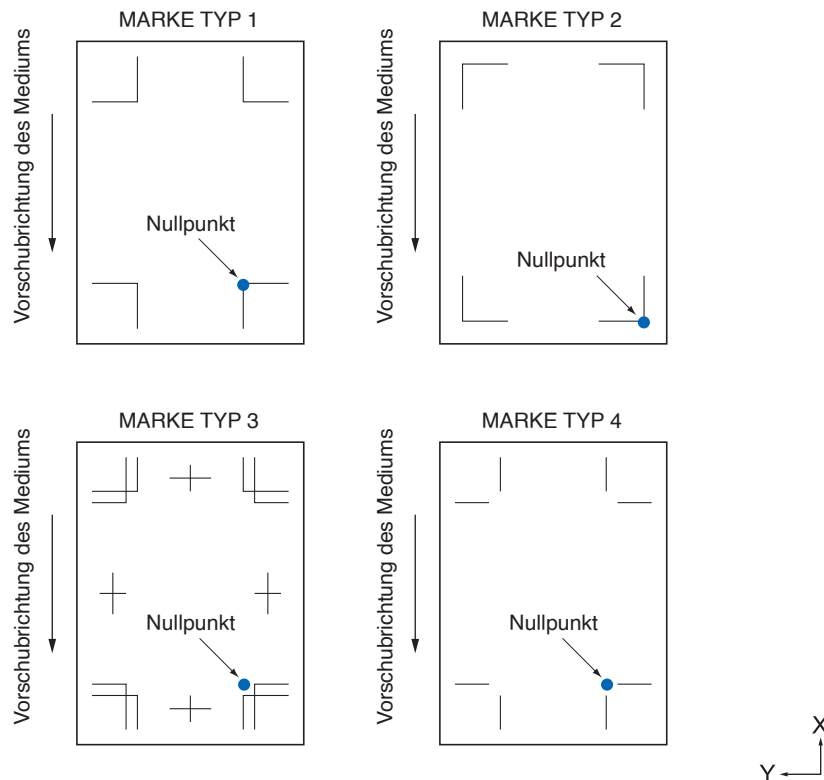 MARKE TYP 1
Vorschubrichtung des Mediums
Nullpunkt
MARKE TYP 2
Vorschubrichtung des Mediums
Nullpunkt
MARKE TYP 3
Vorschubrichtung des Mediums
Nullpunkt
MARKE TYP 4
Vorschubrichtung des Mediums
Nullpunkt
X
Y